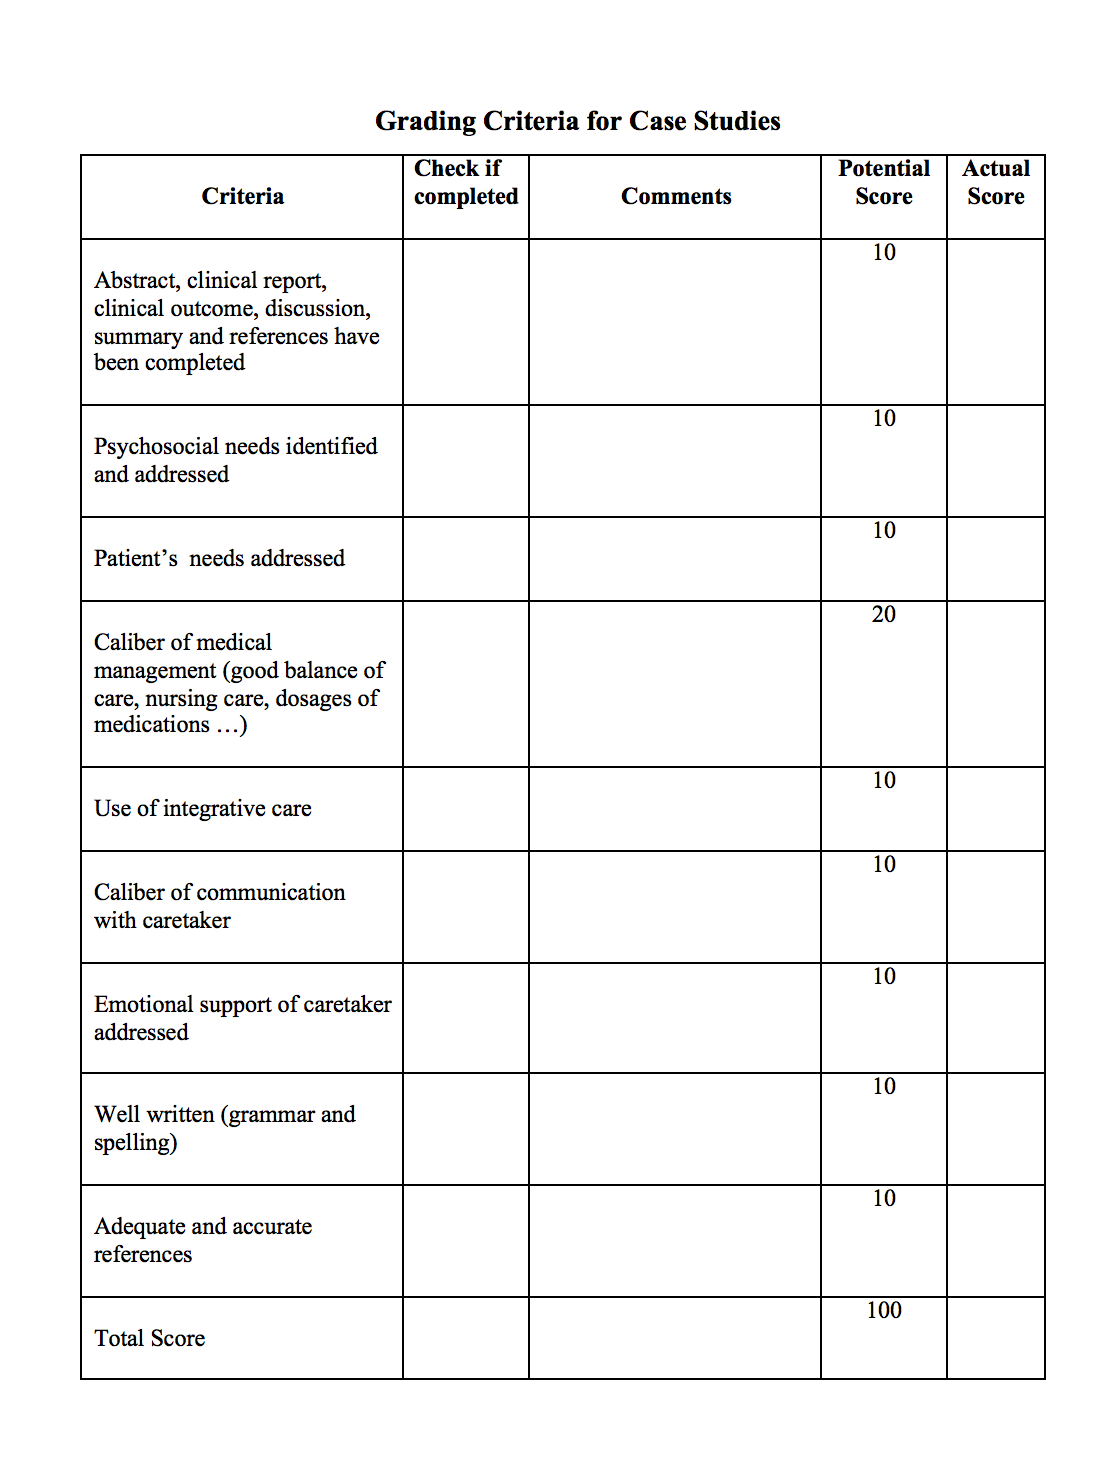 Grading Criteria for Case Studies
Criteria
Check if
completed
Comments
Potential
Score
Actual
Score
Abstract, clinical report,
clinical outcome, discussion,
summary and references have
been completed
10
Psychosocial needs identified
and addressed
10
Patient’s  needs addressed
10
Caliber of medical
management (good balance of
care, nursing care, dosages of
medications …)
20
Use of integrative care
10
Caliber of communication
with caretaker
10
Emotional support of caretaker
addressed
10
Well written (grammar and
spelling)
10
Adequate and accurate
references
10
Total Score
100